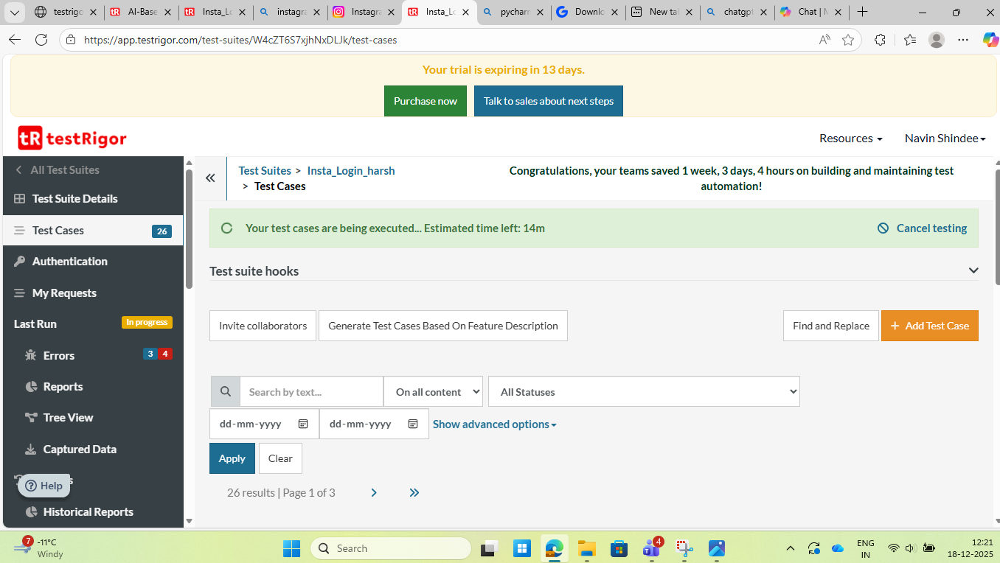 testrigo
AI-Base
Insta_Lo
instagra
Instagra
Insta_Lo
pycharm
Downlo
New tal
chatgpt
Chat | M
https://app.testrigor.com/test-suites/W4cZT6S7xjhNxDLJk/test-cases
Your trial is expiring in 13 days.
Purchase now
Talk to sales about next steps
tR testRigor
Resources
Navin Shindee
All Test Suites
Test Suite Details
Test Cases 26
Authentication
My Requests
Last Run In progress
Errors 3 4
Reports
Tree View
Captured Data
Help
Historical Reports
Test Suites > Insta_Login_harsh
> Test Cases
Congratulations, your teams saved 1 week, 3 days, 4 hours on building and maintaining test
automation!
Your test cases are being executed... Estimated time left: 14m
Cancel testing
Test suite hooks
Invite collaborators
Generate Test Cases Based On Feature Description
Find and Replace
+ Add Test Case
Search by text...
On all content
All Statuses
dd-mm-yyyy
dd-mm-yyyy
Show advanced options
Apply
Clear
26 results | Page 1 of 3
7
-11°C
Windy
Search
4
ENG
IN
12:21
18-12-2025